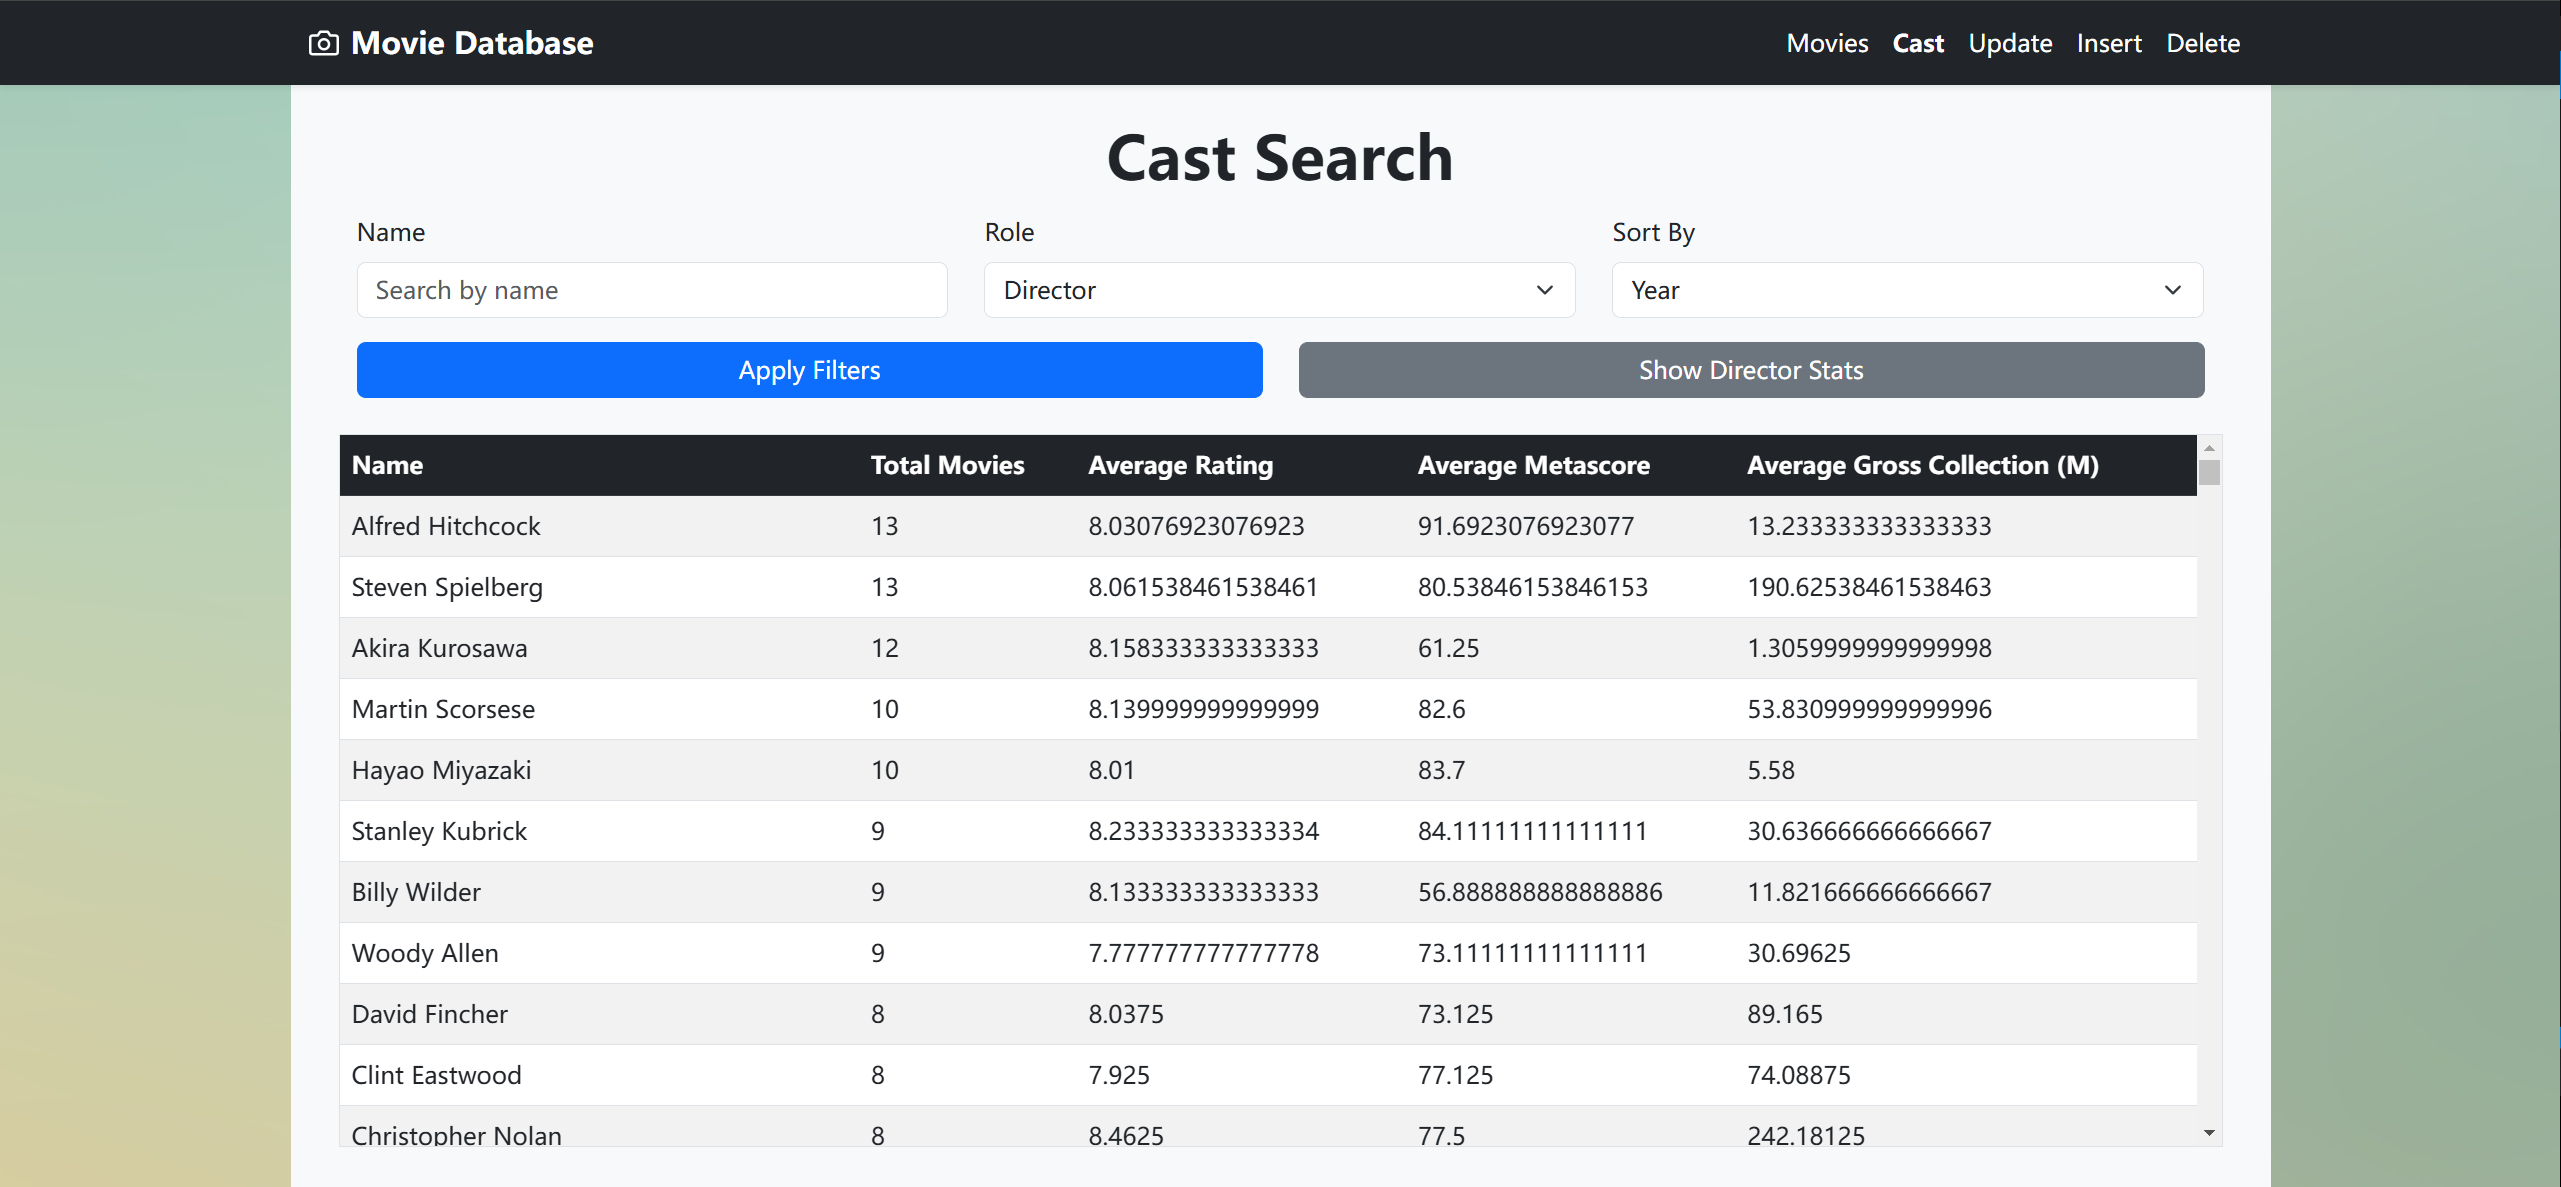 Movie Database Movies Cast Update Insert Delete
Cast Search
Name Role Sort By
Search by name Director Year
Apply Filters Show Director Stats
Name Total Movies Average Rating Average Metascore Average Gross Collection (M)
Alfred Hitchcock 13 8.03076923076923 91.6923076923077 13.233333333333333
Steven Spielberg 13 8.061538461538461 80.53846153846153 190.62538461538463
Akira Kurosawa 12 8.158333333333333 61.25 1.3059999999999998
Martin Scorsese 10 8.139999999999999 82.6 53.830999999999996
Hayao Miyazaki 10 8.01 83.7 5.58
Stanley Kubrick 9 8.233333333333334 84.11111111111111 30.636666666666667
Billy Wilder 9 8.133333333333333 56.888888888888886 11.821666666666667
Woody Allen 9 7.777777777777778 73.11111111111111 30.69625
David Fincher 8 8.0375 73.125 89.165
Clint Eastwood 8 7.925 77.125 74.08875
Christopher Nolan 8 8.4625 77.5 242.18125